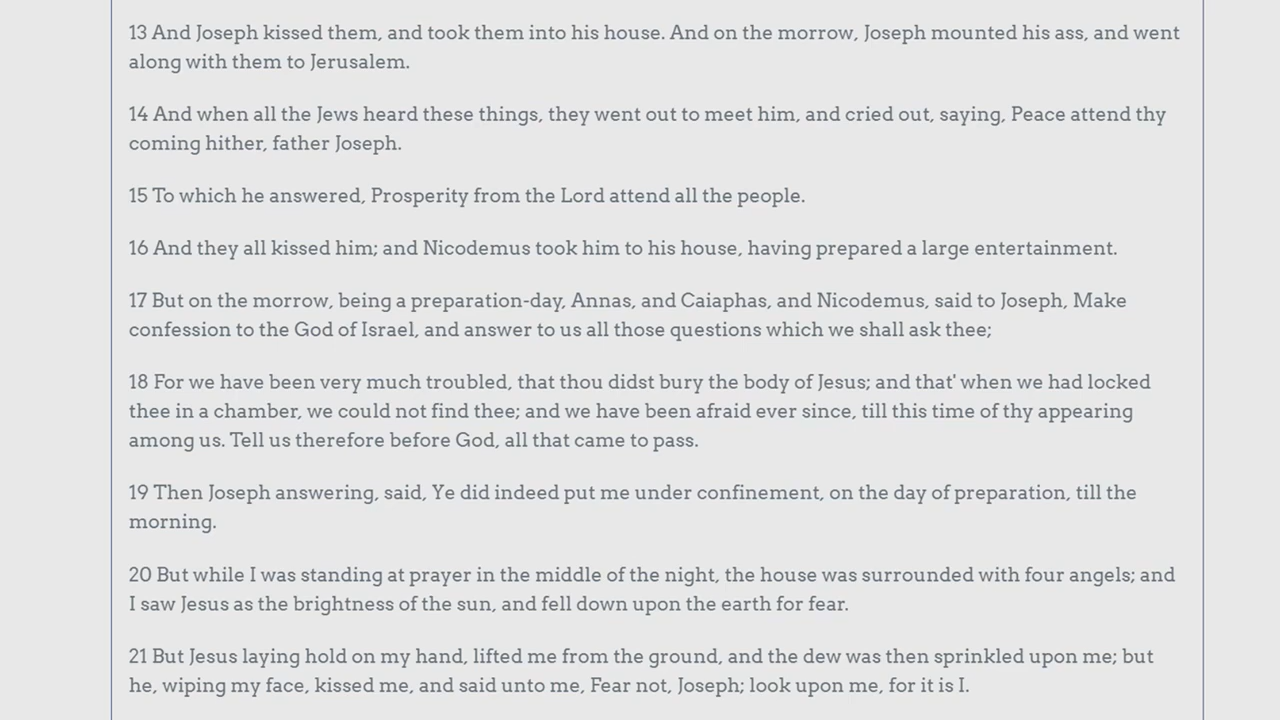 13 And Joseph kissed them, and took them into his house. And on the morrow, Joseph mounted his ass, and went
along with them to Jerusalem.
14 And when all the Jews heard these things, they went out to meet him, and cried out, saying, Peace attend thy
coming hither, father Joseph.
15 To which he answered, Prosperity from the Lord attend all the people.
16 And they all kissed him; and Nicodemus took him to his house, having prepared a large entertainment.
17 But on the morrow, being a preparation-day, Annas, and Caiaphas, and Nicodemus, said to Joseph, Make
confession to the God of Israel, and answer to us all those questions which we shall ask thee;
18 For we have been very much troubled, that thou didst bury the body of Jesus; and that' when we had locked
thee in a chamber, we could not find thee; and we have been afraid ever since, till this time of thy appearing
among us. Tell us therefore before God, all that came to pass.
19 Then Joseph answering, said, Ye did indeed put me under confinement, on the day of preparation, till the
morning.
20 But while I was standing at prayer in the middle of the night, the house was surrounded with four angels; and
I saw Jesus as the brightness of the sun, and fell down upon the earth for fear.
21 But Jesus laying hold on my hand, lifted me from the ground, and the dew was then sprinkled upon me; but
he, wiping my face, kissed me, and said unto me, Fear not, Joseph; look upon me, for it is I.